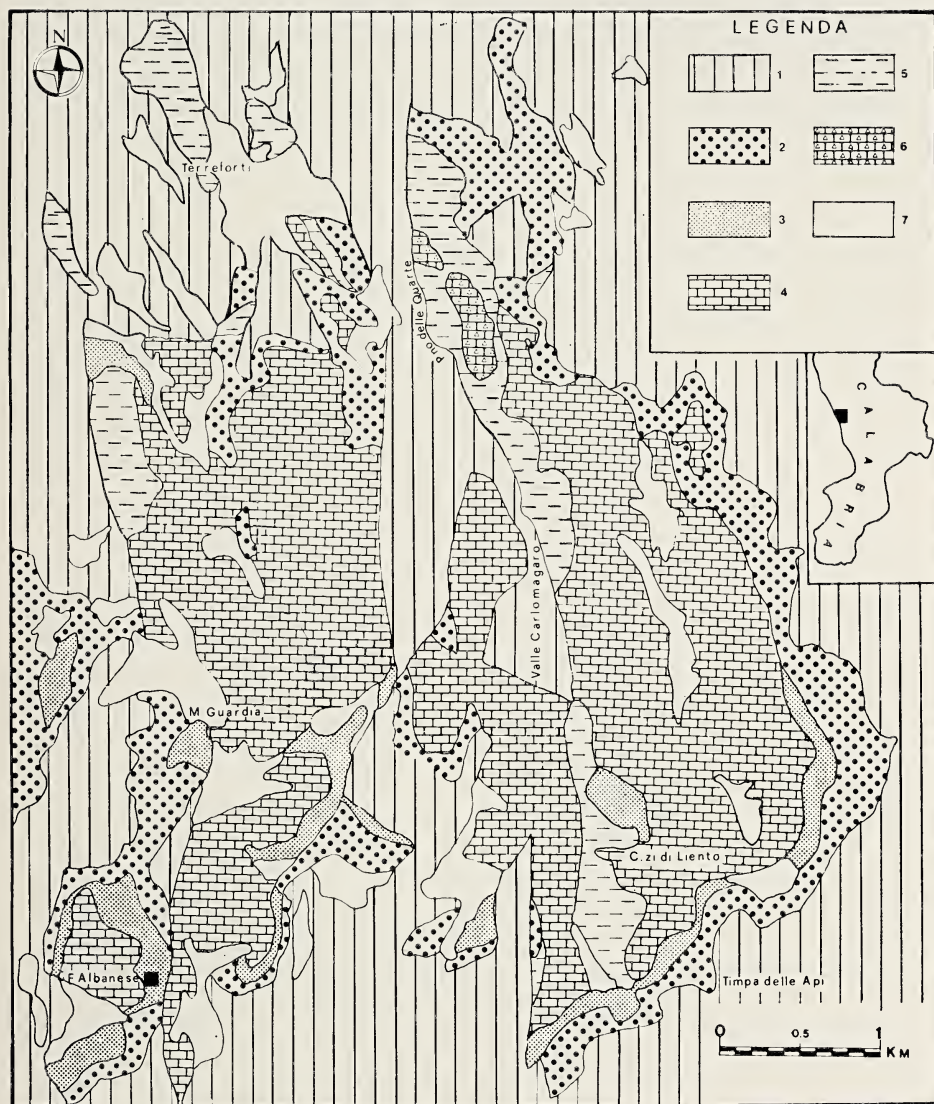 LEGENDA
1
5
2
6
3
7
4
N
Terreforti
P.no delle Quarte
CALABRIA
Valle Carlomagaro
M. Guardia
C.zi di Liento
F. Albanese
Timpa delle Api
0 0.5 1
KM